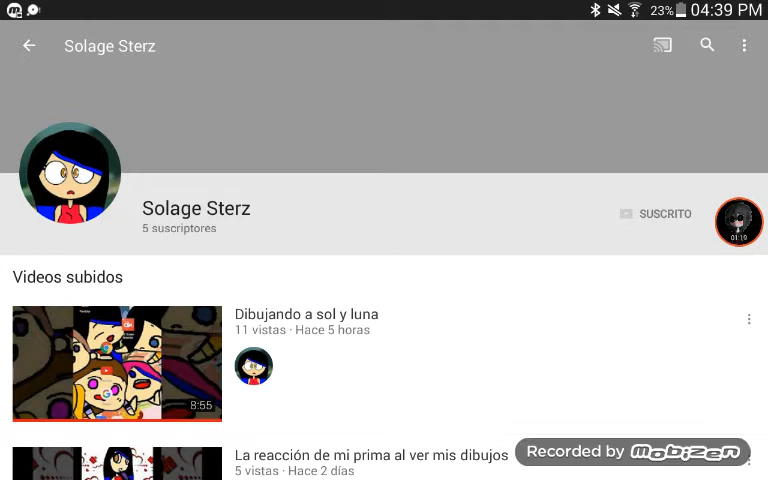 23% 04:39 PM
Solage Sterz
Solage Sterz
5 suscriptores
SUSCRITO
01:19
Videos subidos
Dibujando a sol y luna
11 vistas · Hace 5 horas
8:55
La reacción de mi prima al ver mis dibujos
5 vistas · Hace 2 días
Recorded by mobizen